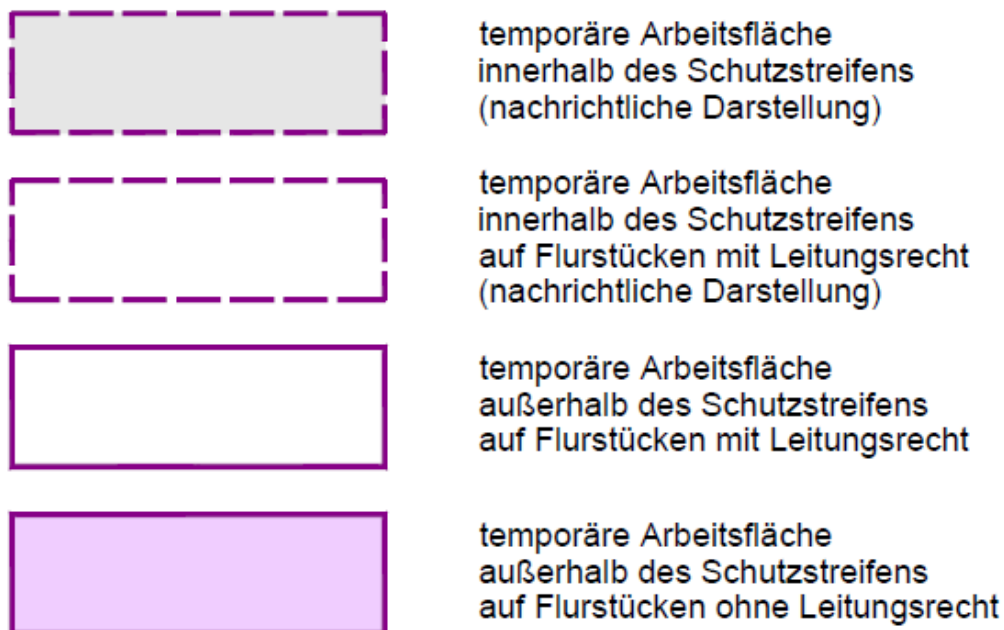 temporäre Arbeitsfläche
innerhalb des Schutzstreifens
(nachrichtliche Darstellung)
temporäre Arbeitsfläche
innerhalb des Schutzstreifens
auf Flurstücken mit Leitungsrecht
(nachrichtliche Darstellung)
temporäre Arbeitsfläche
außerhalb des Schutzstreifens
auf Flurstücken mit Leitungsrecht
temporäre Arbeitsfläche
außerhalb des Schutzstreifens
auf Flurstücken ohne Leitungsrecht